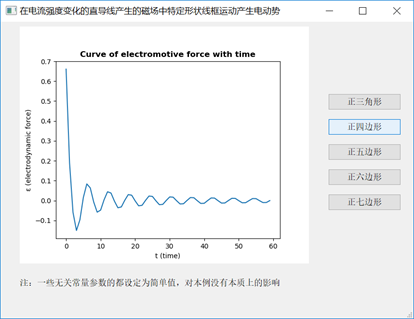 在电流强度变化的直导线产生的磁场中特定形状线框运动产生电动势
Curve of electromotive force with time
ε (electrodynamic force)
0.7
0.6
0.5
0.4
0.3
0.2
0.1
0.0
−0.1
0 10 20 30 40 50 60
t (time)
正三角形
正四边形
正五边形
正六边形
正七边形
注：一些无关常量参数的都设定为简单值，对本例没有本质上的影响